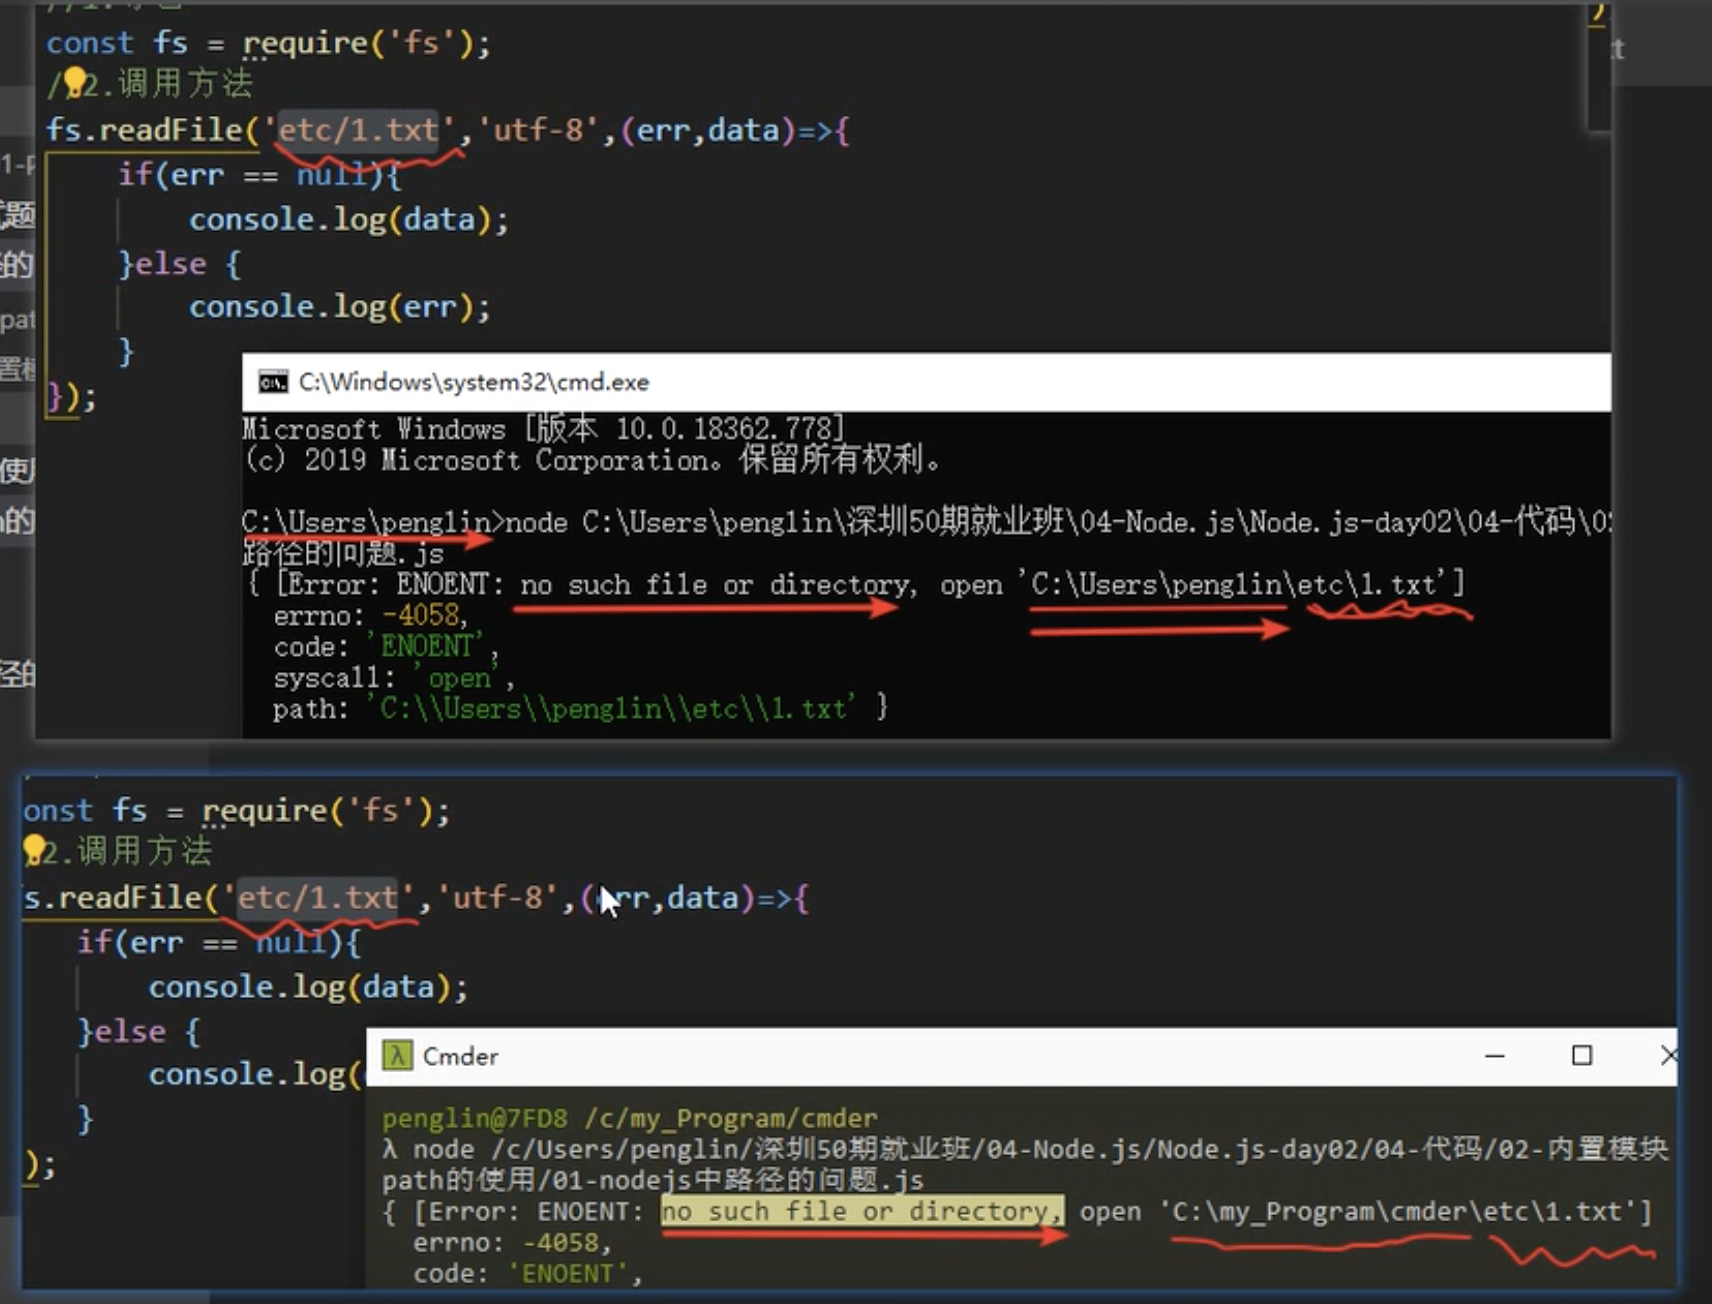 const fs = require('fs');
2.调用方法
fs.readFile('etc/1.txt','utf-8',(err,data)=>{
if(err == null){
console.log(data);
}else {
console.log(err);
}
});
C:\Windows\system32\cmd.exe
Microsoft Windows [版本 10.0.18362.778]
(c) 2019 Microsoft Corporation。保留所有权利。
C:\Users\penglin>node C:\Users\penglin\深圳50期就业班\04-Node.js\Node.js-day02\04-代码\0
路径的问题.js
{ [Error: ENOENT: no such file or directory, open 'C:\Users\penglin\etc\1.txt']
errno: -4058,
code: 'ENOENT',
syscall: 'open',
path: 'C:\\Users\\penglin\\etc\\1.txt' }
onst fs = require('fs');
2.调用方法
s.readFile('etc/1.txt','utf-8',(err,data)=>{
if(err == null){
console.log(data);
}else {
console.log(
}
);
Cmder
penglin@7FD8 /c/my_Program/cmder
λ node /c/Users/penglin/深圳50期就业班/04-Node.js/Node.js-day02/04-代码/02-内置模块
path的使用/01-nodejs中路径的问题.js
{ [Error: ENOENT: no such file or directory, open 'C:\my_Program\cmder\etc\1.txt']
errno: -4058,
code: 'ENOENT',